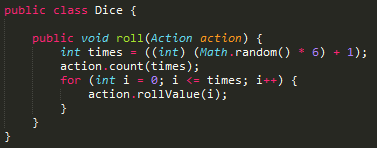 public class Dice {
public void roll(Action action) {
int times = ((int) (Math.random() * 6) + 1);
action.count(times);
for (int i = 0; i <= times; i++) {
action.rollValue(i);
}
}
}